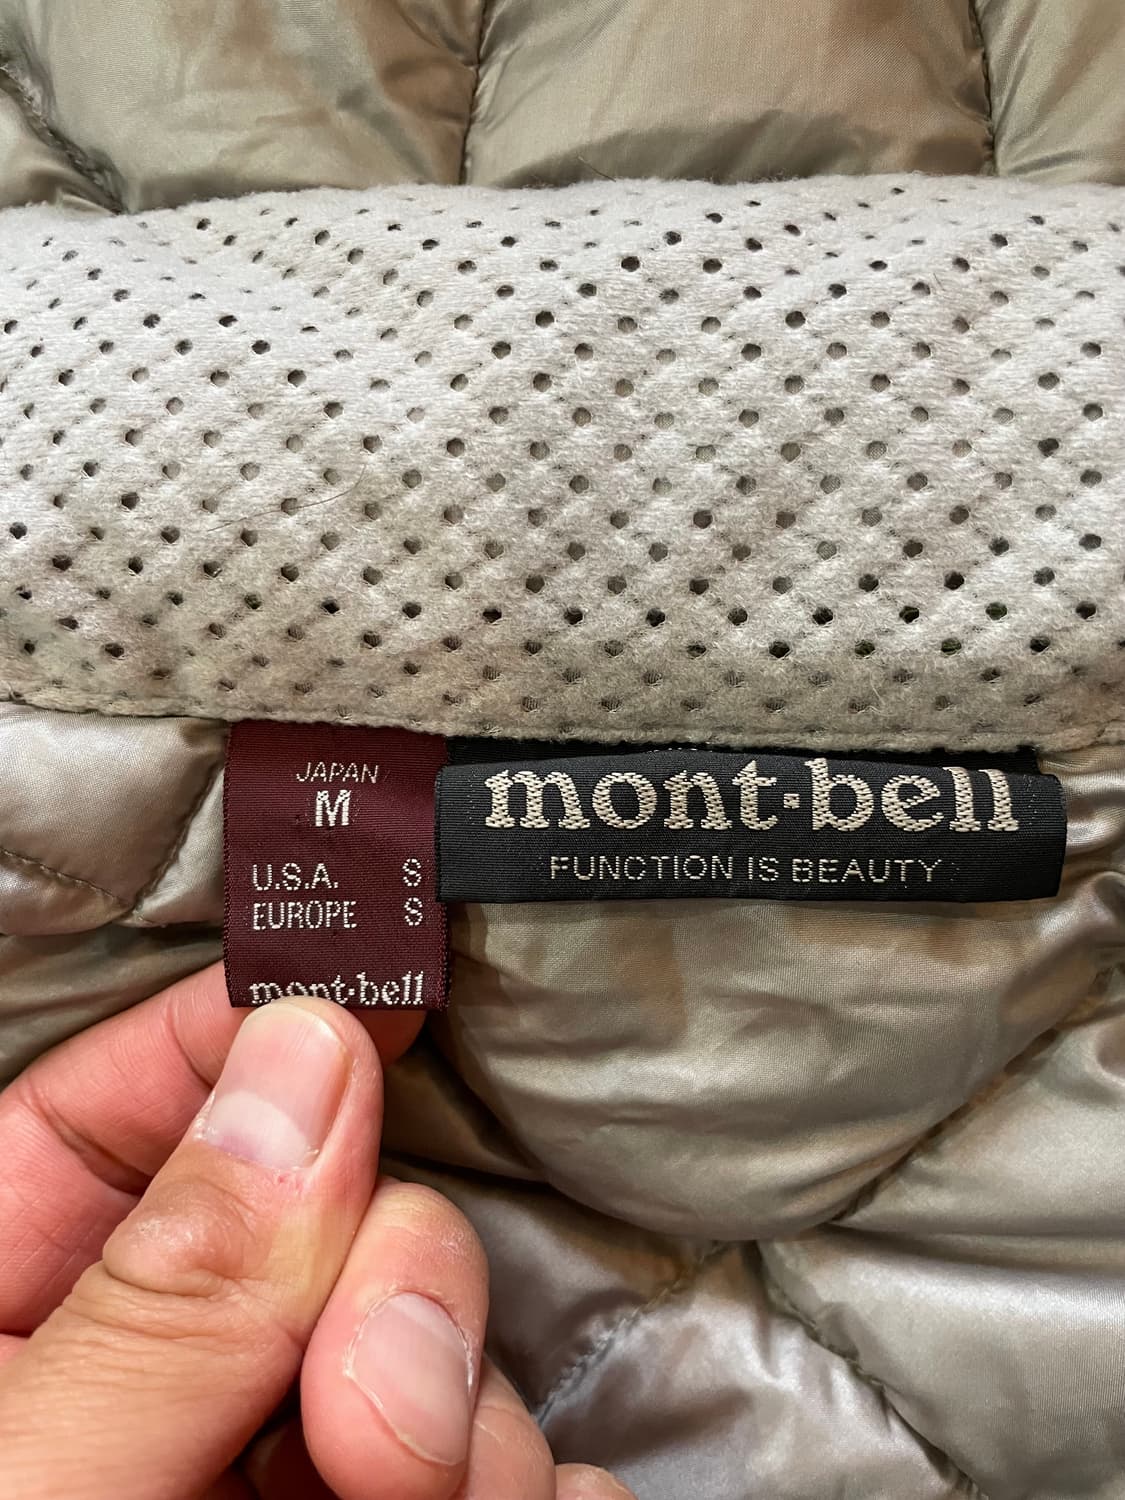 JAPAN
M
U.S.A. S
EUROPE S
mont-bell
mont-bell
FUNCTION IS BEAUTY